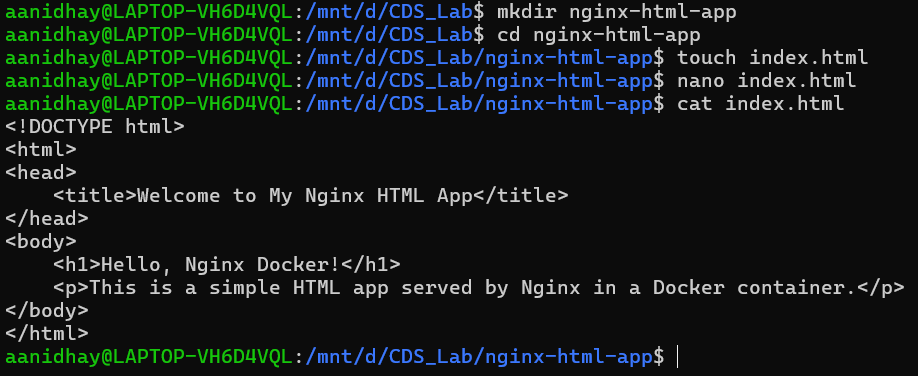 aanidhay@LAPTOP-VH6D4VQL:/mnt/d/CDS_Lab$ mkdir nginx-html-app
aanidhay@LAPTOP-VH6D4VQL:/mnt/d/CDS_Lab$ cd nginx-html-app
aanidhay@LAPTOP-VH6D4VQL:/mnt/d/CDS_Lab/nginx-html-app$ touch index.html
aanidhay@LAPTOP-VH6D4VQL:/mnt/d/CDS_Lab/nginx-html-app$ nano index.html
aanidhay@LAPTOP-VH6D4VQL:/mnt/d/CDS_Lab/nginx-html-app$ cat index.html
<!DOCTYPE html>
<html>
<head>
    <title>Welcome to My Nginx HTML App</title>
</head>
<body>
    <h1>Hello, Nginx Docker!</h1>
    <p>This is a simple HTML app served by Nginx in a Docker container.</p>
</body>
</html>
aanidhay@LAPTOP-VH6D4VQL:/mnt/d/CDS_Lab/nginx-html-app$